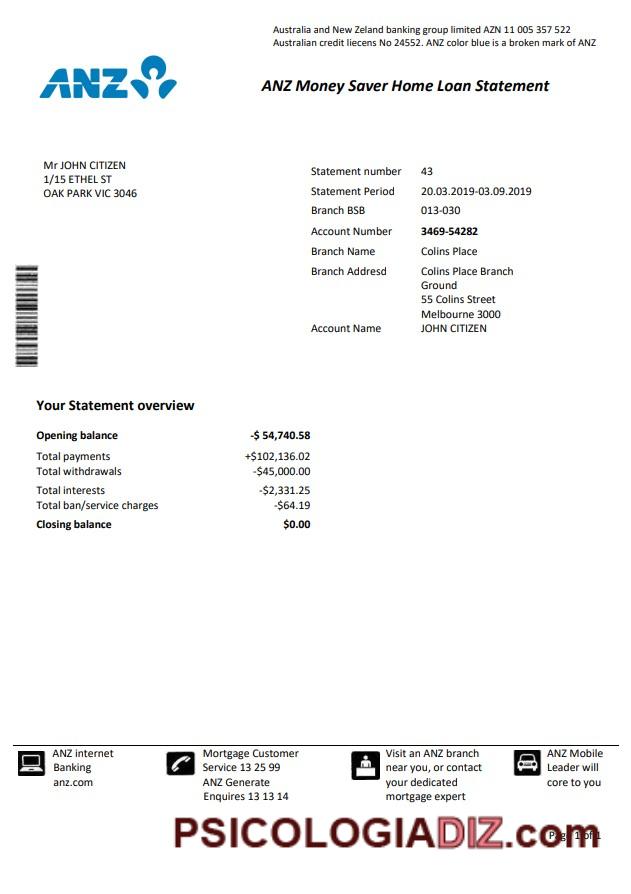 Australia and New Zeland banking group limited AZN 11 005 357 522
Australian credit liecens No 24552. ANZ color blue is a broken mark of ANZ
ANZ
ANZ Money Saver Home Loan Statement
Mr JOHN CITIZEN
1/15 ETHEL ST
OAK PARK VIC 3046
Statement number 43
Statement Period 20.03.2019-03.09.2019
Branch BSB 013-030
Account Number 3469-54282
Branch Name Colins Place
Branch Addresd Colins Place Branch
Ground
55 Colins Street
Melbourne 3000
Account Name JOHN CITIZEN
Your Statement overview
Opening balance -$ 54,740.58
Total payments +$102,136.02
Total withdrawals -$45,000.00
Total interests -$2,331.25
Total ban/service charges -$64.19
Closing balance $0.00
ANZ internet
Banking
anz.com
Mortgage Customer
Service 13 25 99
ANZ Generate
Enquires 13 13 14
Visit an ANZ branch
near you, or contact
your dedicated
mortgage expert
ANZ Mobile
Leader will
core to you
PSICOLOGIADIZ.com
Page 1 of 1